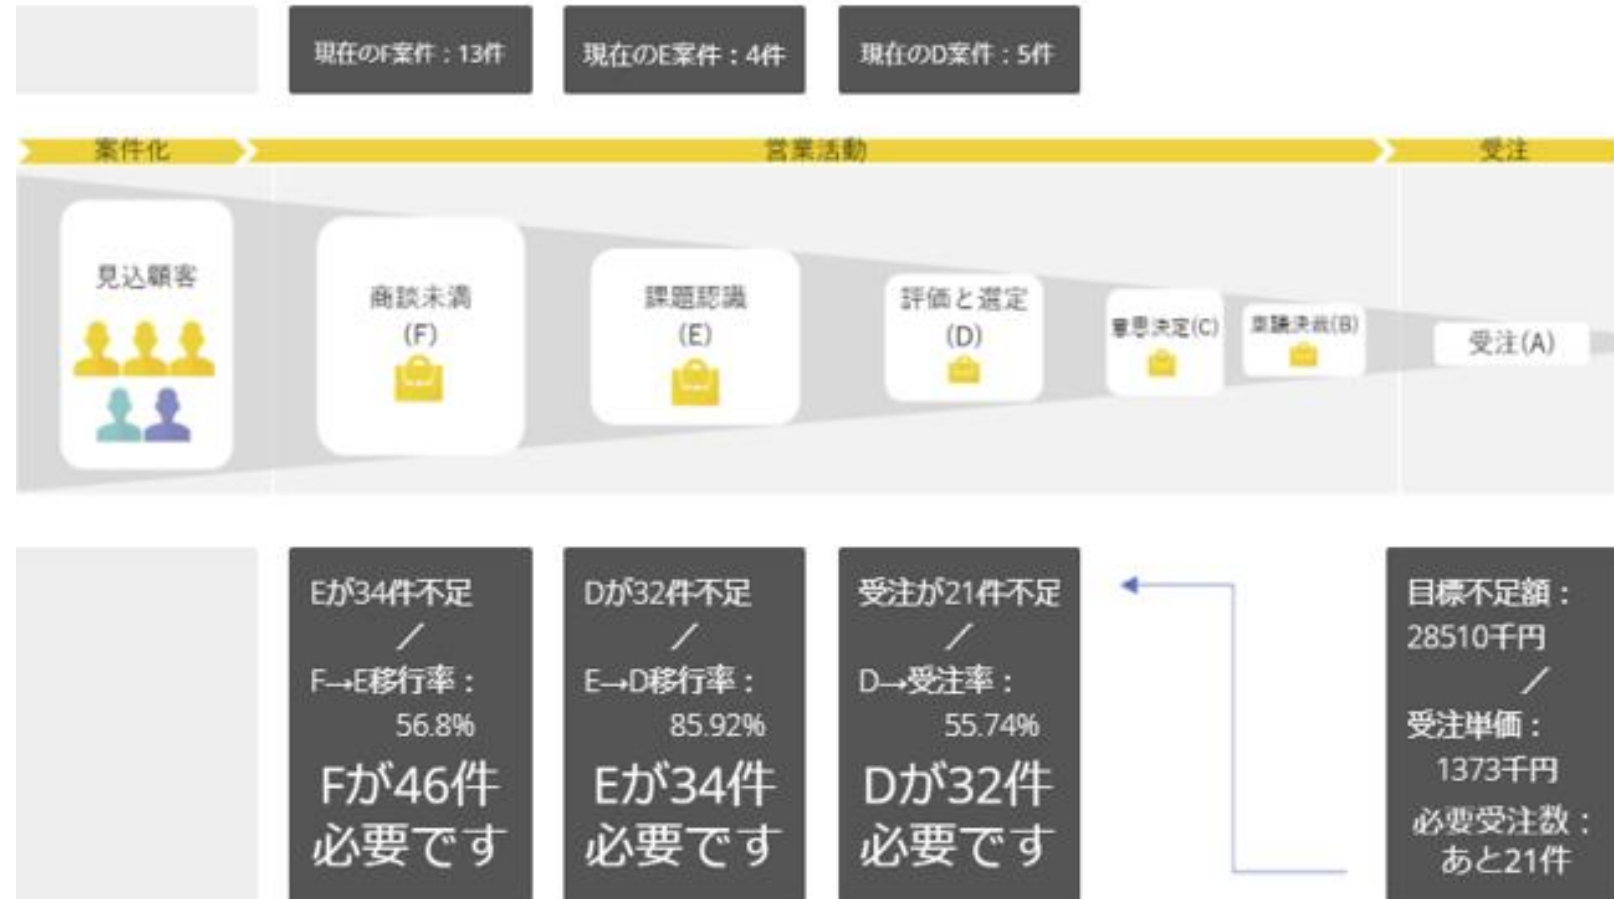 現在のF案件：13件
現在のE案件：4件
現在のD案件：5件
案件化
営業活動
受注
見込顧客
商談未満
(F)
課題認識
(E)
評価と選定
(D)
意思決定(C)
稟議決裁(B)
受注(A)
Eが34件不足
／
F→E移行率：
56.8%
Fが46件
必要です
Dが32件不足
／
E→D移行率：
85.92%
Eが34件
必要です
受注が21件不足
／
D→受注率：
55.74%
Dが32件
必要です
目標不足額：
28510千円
／
受注単価：
1373千円
必要受注数：
あと21件